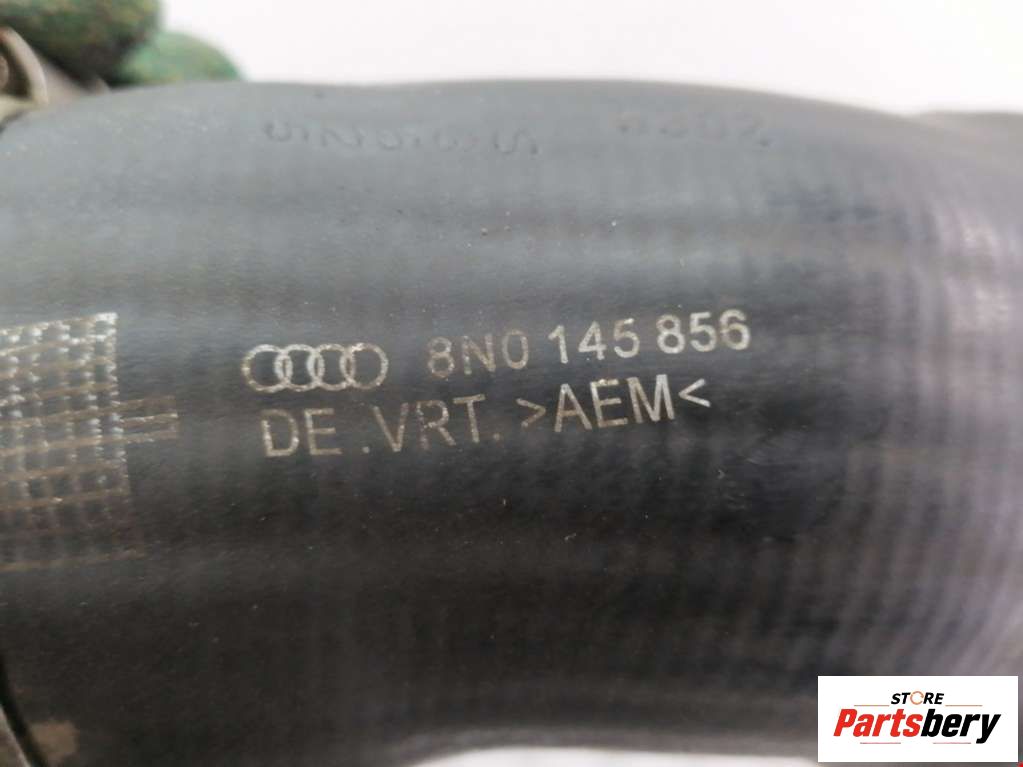 8N0 145 856
DE .VRT. >AEM<
STORE
Partsbery